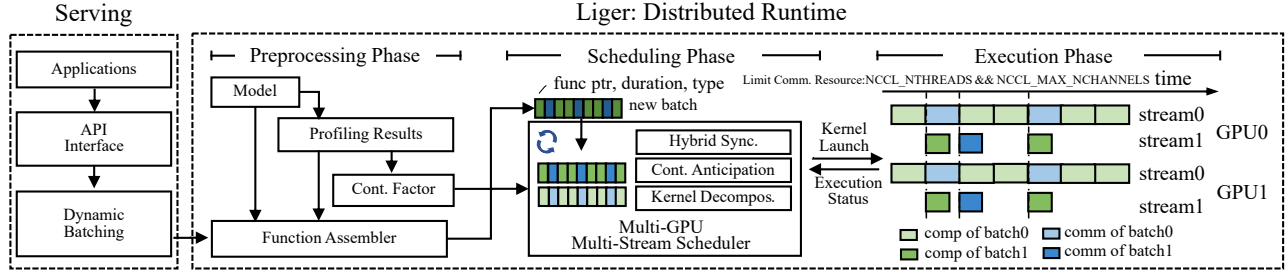 Serving
Liger: Distributed Runtime
Applications
API
Interface
Dynamic
Batching
Preprocessing Phase
Model
Profiling Results
Cont. Factor
Function Assembler
Scheduling Phase
func ptr, duration, type
new batch
Hybrid Sync.
Cont. Anticipation
Kernel Decompos.
Multi-GPU
Multi-Stream Scheduler
Kernel
Launch
Execution
Status
Execution Phase
Limit Comm. Resource:NCCL_NTHREADS && NCCL_MAX_NCHANNELS time
stream0
stream1
GPU0
stream0
stream1
GPU1
comp of batch0
comm of batch0
comp of batch1
comm of batch1